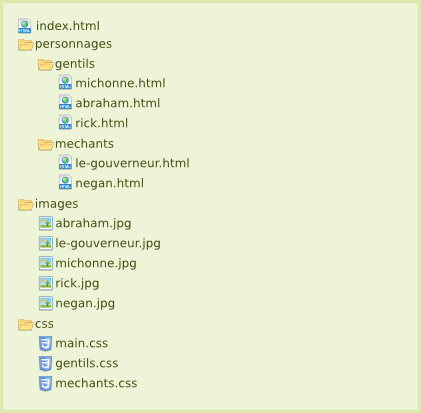 index.html
personnages
gentils
michonne.html
abraham.html
rick.html
mechants
le-gouverneur.html
negan.html
images
abraham.jpg
le-gouverneur.jpg
michonne.jpg
rick.jpg
negan.jpg
css
main.css
gentils.css
mechants.css